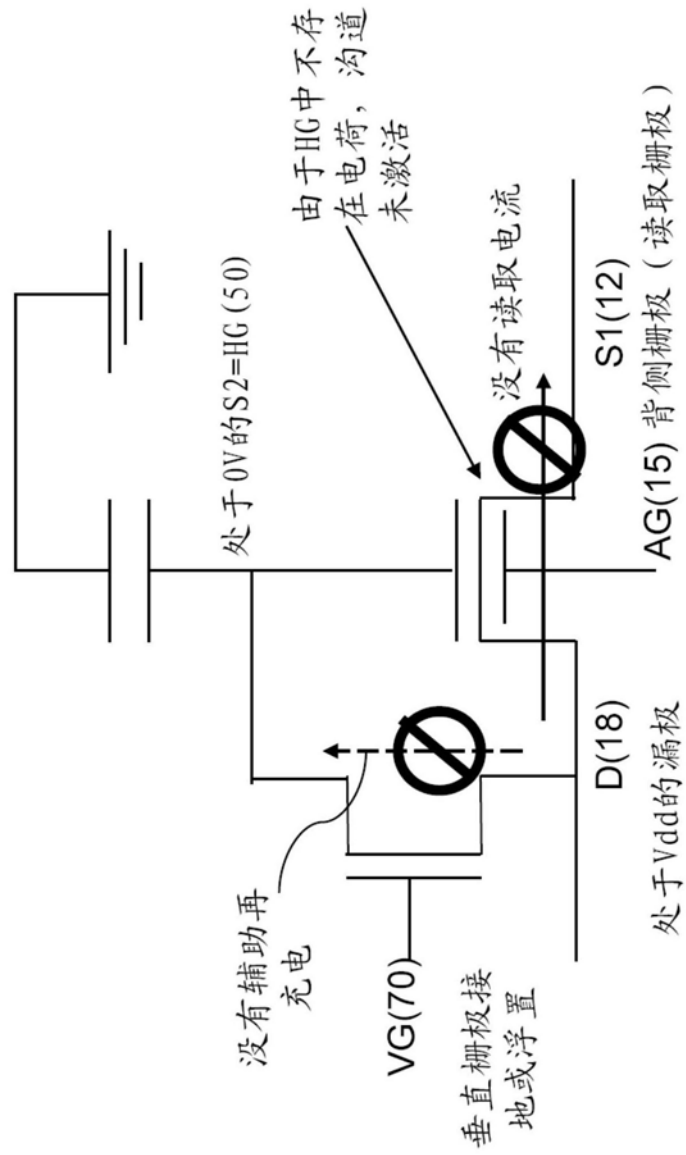 由于HG中不存
在电荷，沟道
未激活
处于0V的S2=HG(50)
没有读取电流
没有辅助再
充电
S1(12)
AG(15) 背侧栅极（读取栅极）
VG(70)
D(18)
垂直栅极接
地或浮置
处于Vdd的漏极